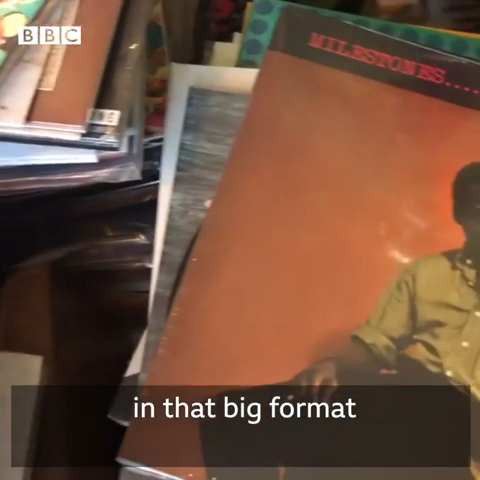 BBC
MILESTONES.....
in that big format